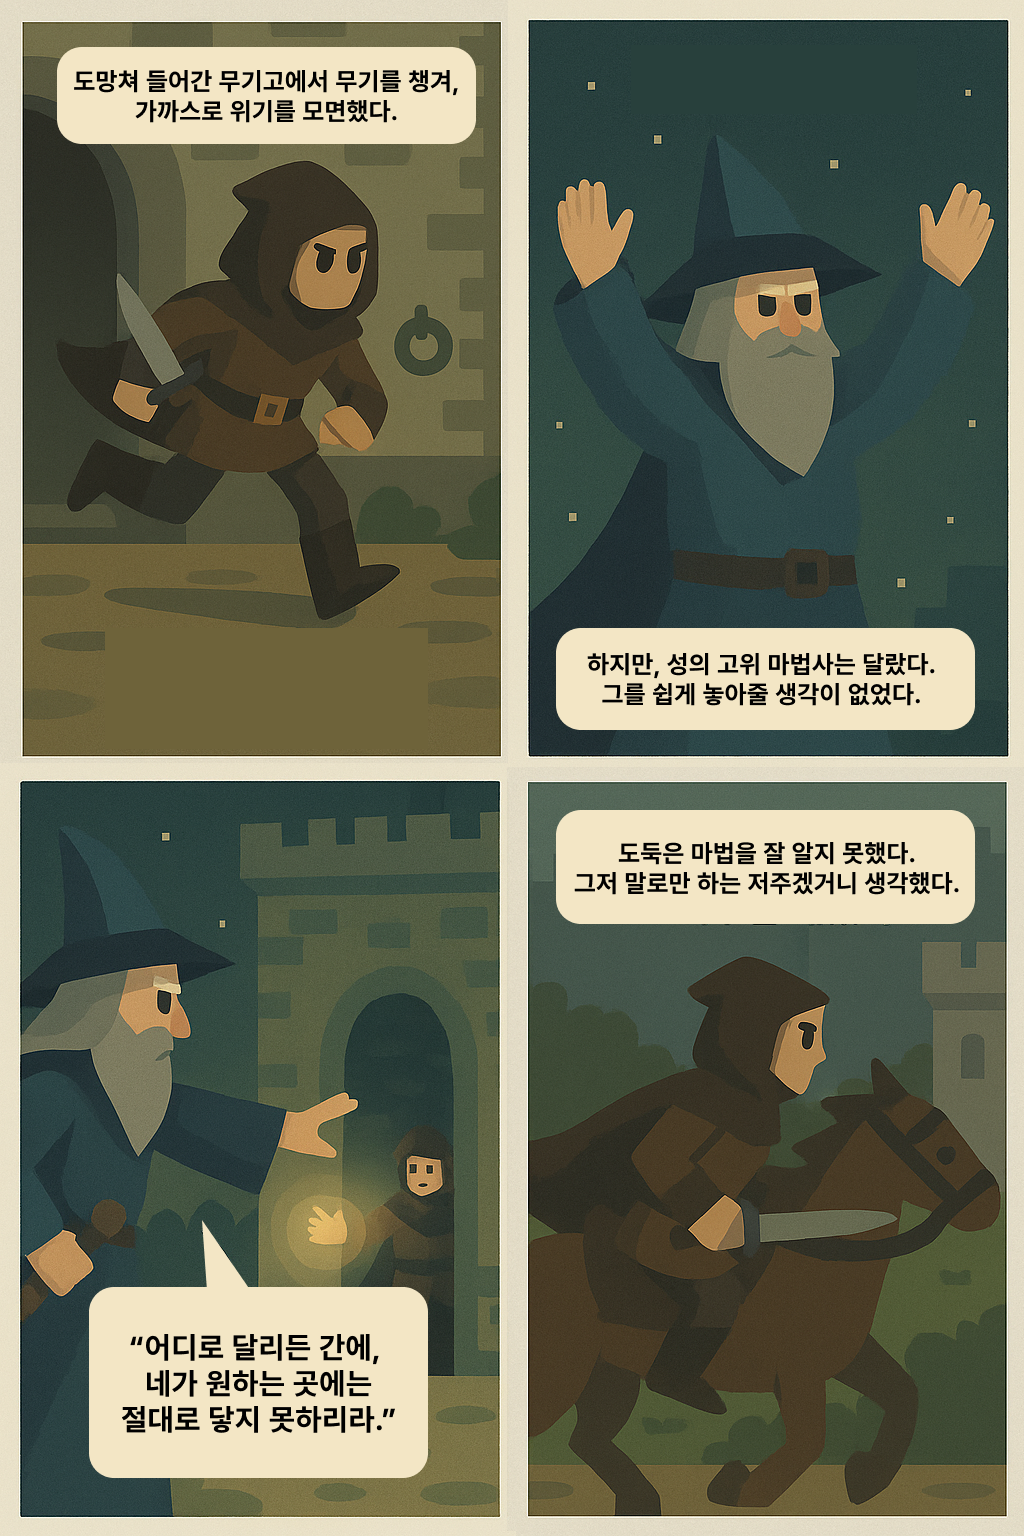 도망쳐 들어간 무기고에서 무기를 챙겨,
가까스로 위기를 모면했다.
하지만, 성의 고위 마법사는 달랐다.
그를 쉽게 놓아줄 생각이 없었다.
“어디로 달리든 간에,
네가 원하는 곳에는
절대로 닿지 못하리라.”
도둑은 마법을 잘 알지 못했다.
그저 말로만 하는 저주겠거니 생각했다.